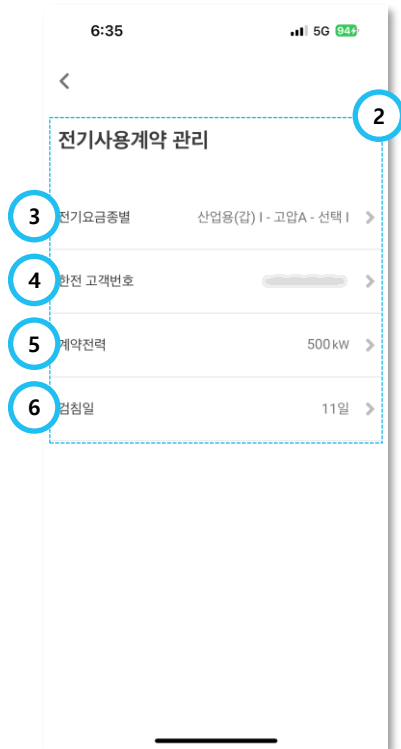 6:35 5G 94
2
전기사용계약 관리
3 전기요금종별 산업용(갑) I - 고압A - 선택 I
4 한전 고객번호
5 계약전력 500 kW
6 검침일 11일